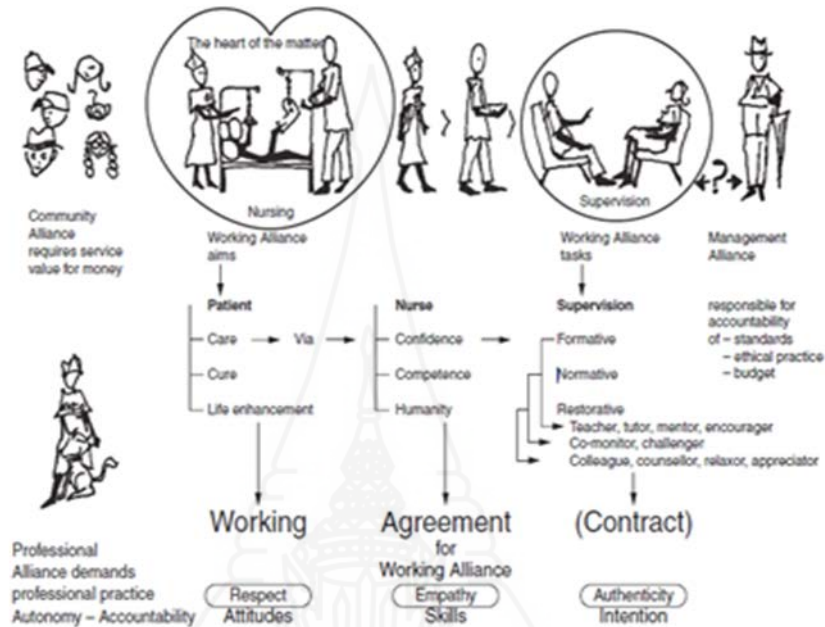 The heart of the matter
Nursing
Supervision
?
Community
Alliance
requires service
value for money
Working Alliance
aims
Working Alliance
tasks
Management
Alliance
Patient
Care
Via
Cure
Life enhancement
Nurse
Confidence
Competence
Humanity
Supervision
Formative
Normative
Restorative
Teacher, tutor, mentor, encourager
Co-monitor, challenger
Colleague, counsellor, relaxor, appreciator
responsible for
accountability
of – standards
– ethical practice
– budget
Professional
Alliance demands
professional practice
Autonomy – Accountability
Working
Agreement
for
Working Alliance
(Contract)
Respect
Attitudes
Empathy
Skills
Authenticity
Intention